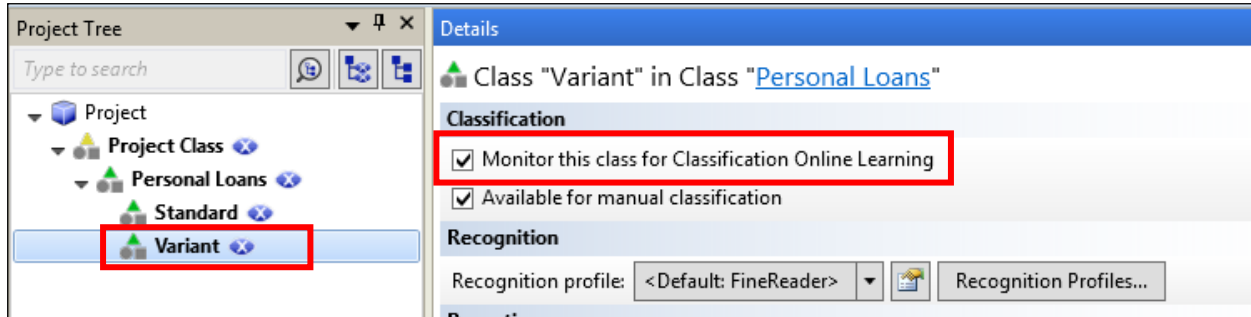 Project Tree
Type to search
Project
Project Class
Personal Loans
Standard
Variant
Details
Class "Variant" in Class "Personal Loans"
Classification
Monitor this class for Classification Online Learning
Available for manual classification
Recognition
Recognition profile: <Default: FineReader> Recognition Profiles...